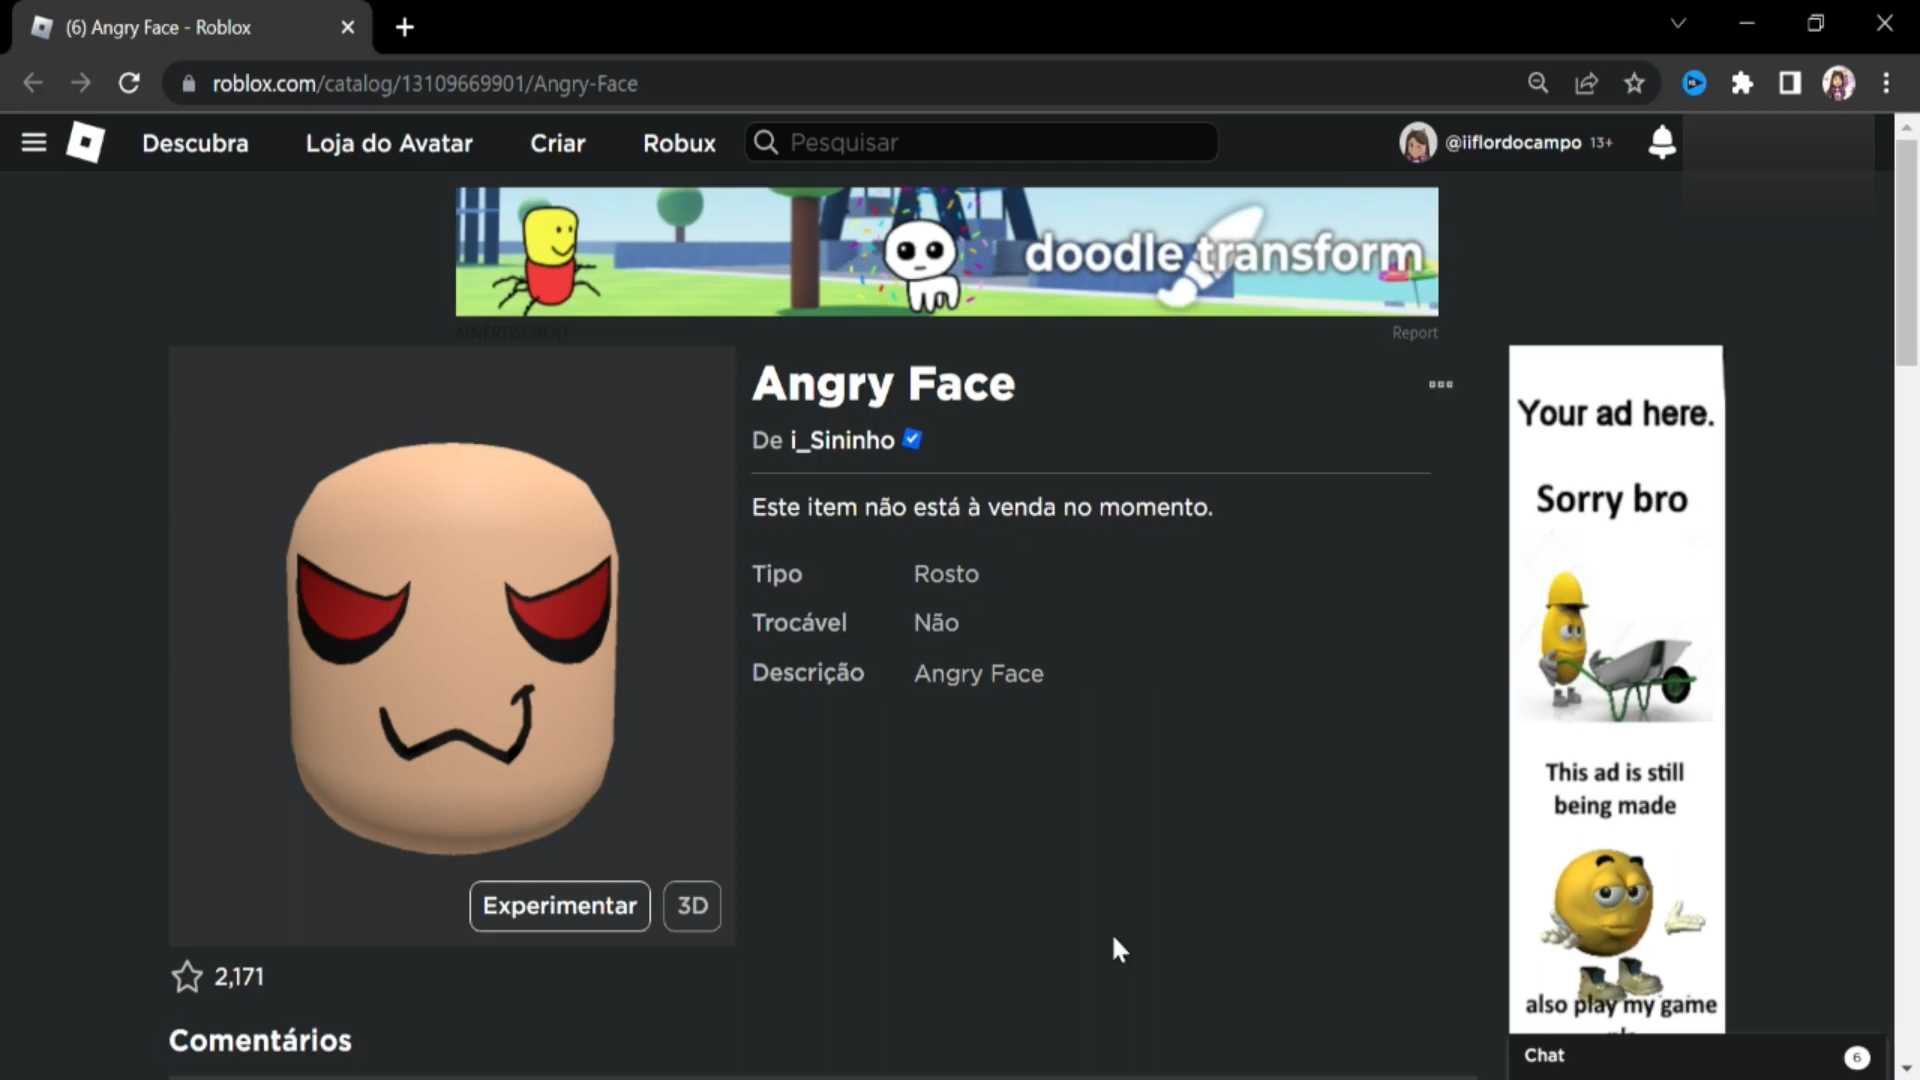 (6) Angry Face - Roblox
roblox.com/catalog/13109669901/Angry-Face
Descubra
Loja do Avatar
Criar
Robux
Pesquisar
@iiflordocampo 13+
doodle transform
ADVERTISEMENT
Report
Angry Face
De i_Sininho
Este item não está à venda no momento.
Tipo Rosto
Trocável Não
Descrição Angry Face
Experimentar
3D
2,171
Comentários
Your ad here.
Sorry bro
This ad is still
being made
also play my game
Chat
6